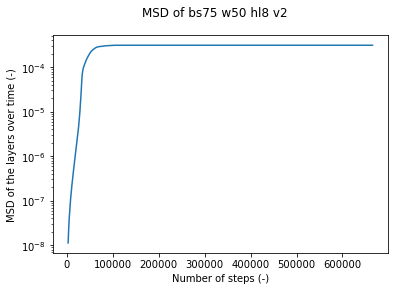 MSD of bs75 w50 hl8 v2
MSD of the layers over time (-)
10⁻⁴
10⁻⁵
10⁻⁶
10⁻⁷
10⁻⁸
0 100000 200000 300000 400000 500000 600000
Number of steps (-)